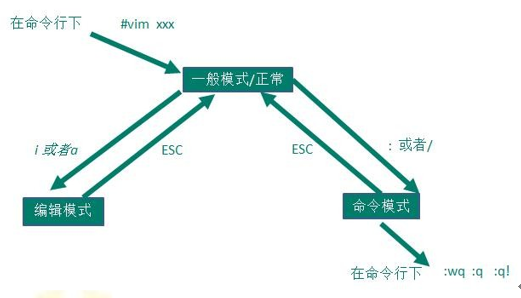 在命令行下 #vim xxx
一般模式/正常
i 或者a
ESC
ESC
: 或者/
编辑模式
命令模式
在命令行下 :wq :q :q!